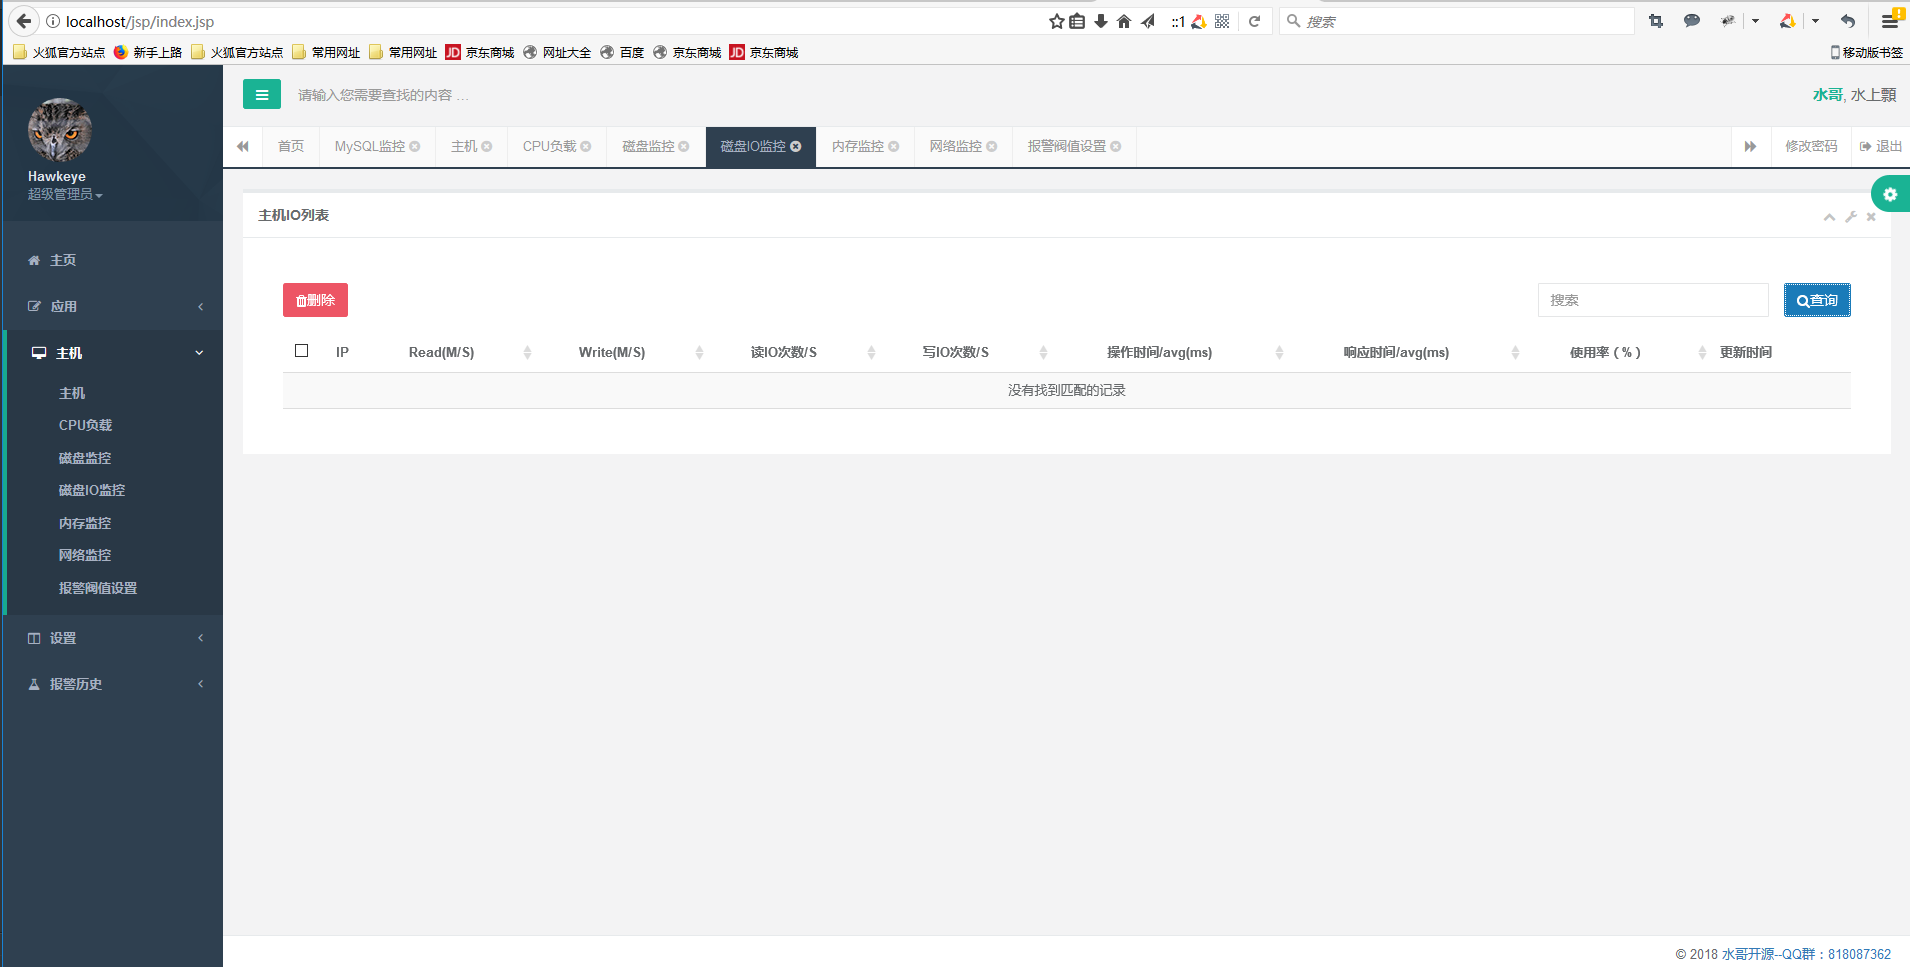 localhost/jsp/index.jsp ::1 搜索
火狐官方站点 新手上路 火狐官方站点 常用网址 常用网址 JD 京东商城 网址大全 百度 京东商城 JD 京东商城 移动版书签
请输入您需要查找的内容 … 水哥, 水上顥
首页 MySQL监控 主机 CPU负载 磁盘监控 磁盘IO监控 内存监控 网络监控 报警阀值设置 修改密码 退出
Hawkeye
超级管理员
主页
应用
主机
主机
CPU负载
磁盘监控
磁盘IO监控
内存监控
网络监控
报警阀值设置
设置
报警历史
主机IO列表
删除 搜索 查询
IP Read(M/S) Write(M/S) 读IO次数/S 写IO次数/S 操作时间/avg(ms) 响应时间/avg(ms) 使用率 ( % ) 更新时间
没有找到匹配的记录
© 2018 水哥开源--QQ群：818087362